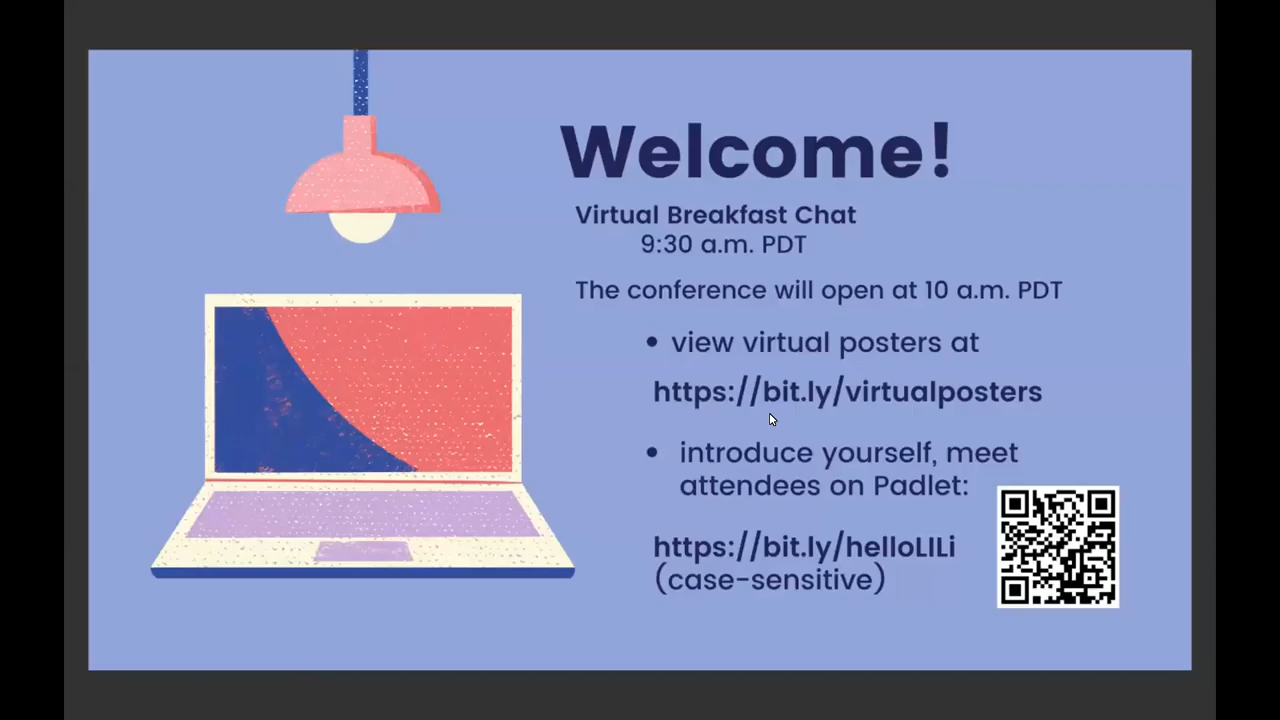 Welcome!
Virtual Breakfast Chat
9:30 a.m. PDT
The conference will open at 10 a.m. PDT
• view virtual posters at
https://bit.ly/virtualposters
• introduce yourself, meet
attendees on Padlet:
https://bit.ly/helloLILi
(case-sensitive)